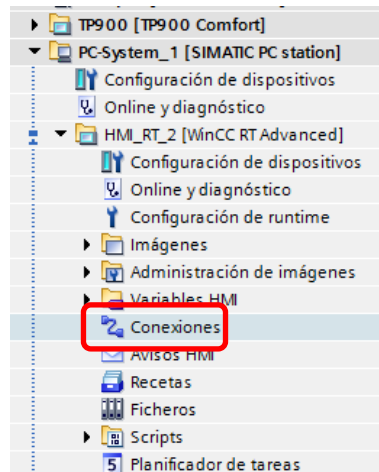 TP900 [TP900 Comfort]
PC-System_1 [SIMATIC PC station]
Configuración de dispositivos
Online y diagnóstico
HMI_RT_2 [WinCC RT Advanced]
Configuración de dispositivos
Online y diagnóstico
Configuración de runtime
Imágenes
Administración de imágenes
Variables HMI
Conexiones
Avisos HMI
Recetas
Ficheros
Scripts
Planificador de tareas